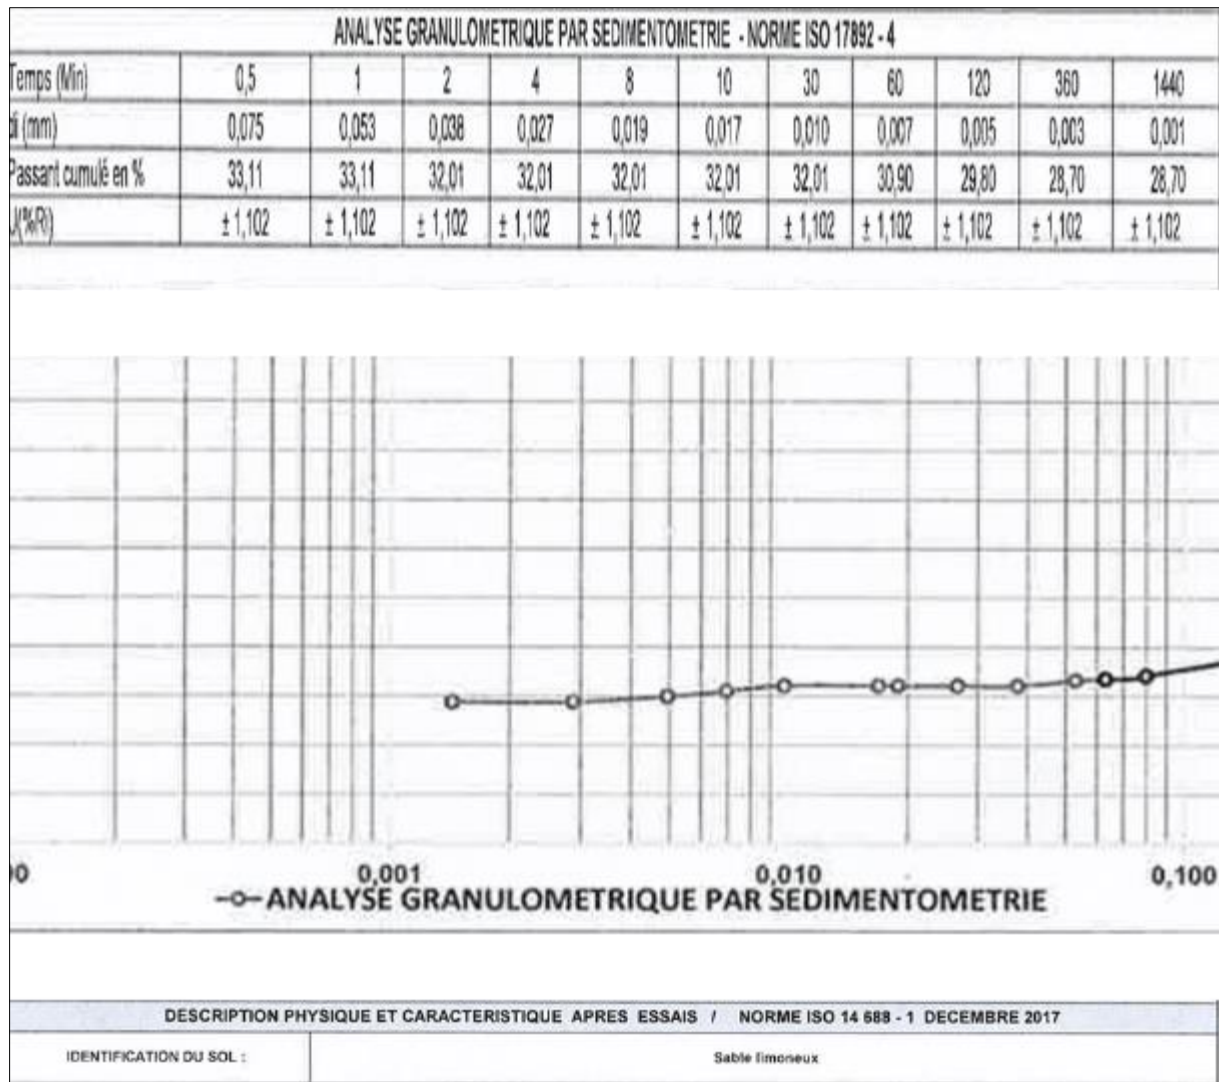 ANALYSE GRANULOMETRIQUE PAR SEDIMENTOMETRIE - NORME ISO 17892 - 4
Temps (Min) 0,5 1 2 4 8 10 30 60 120 360 1440
di (mm) 0,075 0,053 0,038 0,027 0,019 0,017 0,010 0,007 0,005 0,003 0,001
Passant cumulé en % 33,11 33,11 32,01 32,01 32,01 32,01 32,01 30,90 29,80 28,70 28,70
U(%Ri) ± 1,102 ± 1,102 ± 1,102 ± 1,102 ± 1,102 ± 1,102 ± 1,102 ± 1,102 ± 1,102 ± 1,102 ± 1,102
00 0,001 0,010 0,100
ANALYSE GRANULOMETRIQUE PAR SEDIMENTOMETRIE
DESCRIPTION PHYSIQUE ET CARACTERISTIQUE APRES ESSAIS / NORME ISO 14 688 - 1 DECEMBRE 2017
IDENTIFICATION DU SOL : Sable limoneux